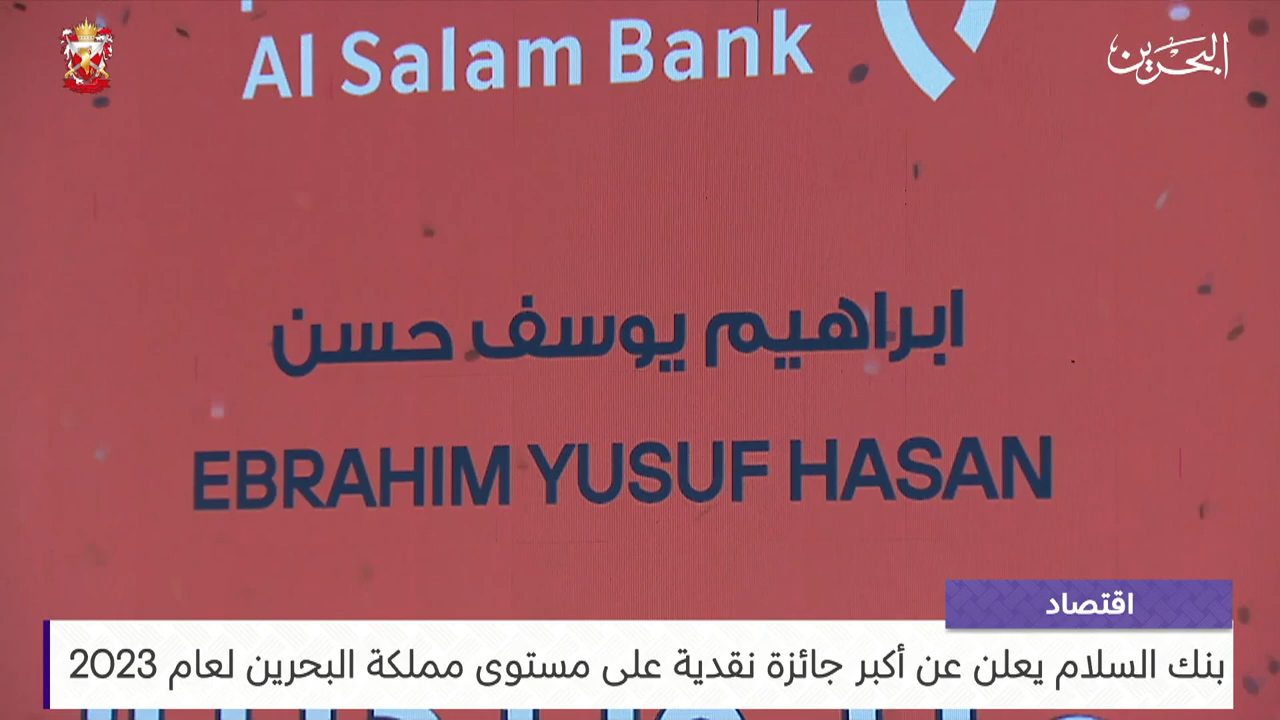 Al Salam Bank
البحرين
ابراهيم يوسف حسن
EBRAHIM YUSUF HASAN
اقتصاد
بنك السلام يعلن عن أكبر جائزة نقدية على مستوى مملكة البحرين لعام 2023